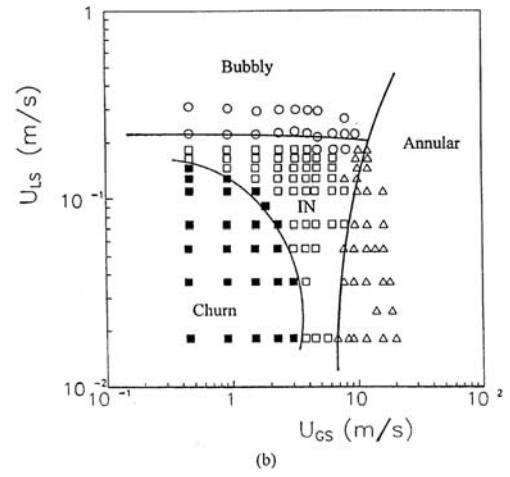 1
Bubbly
Annular
U_LS (m/s)
10^-1
IN
Churn
10^-2
10^-1 1 10 10^2
U_GS (m/s)
(b)